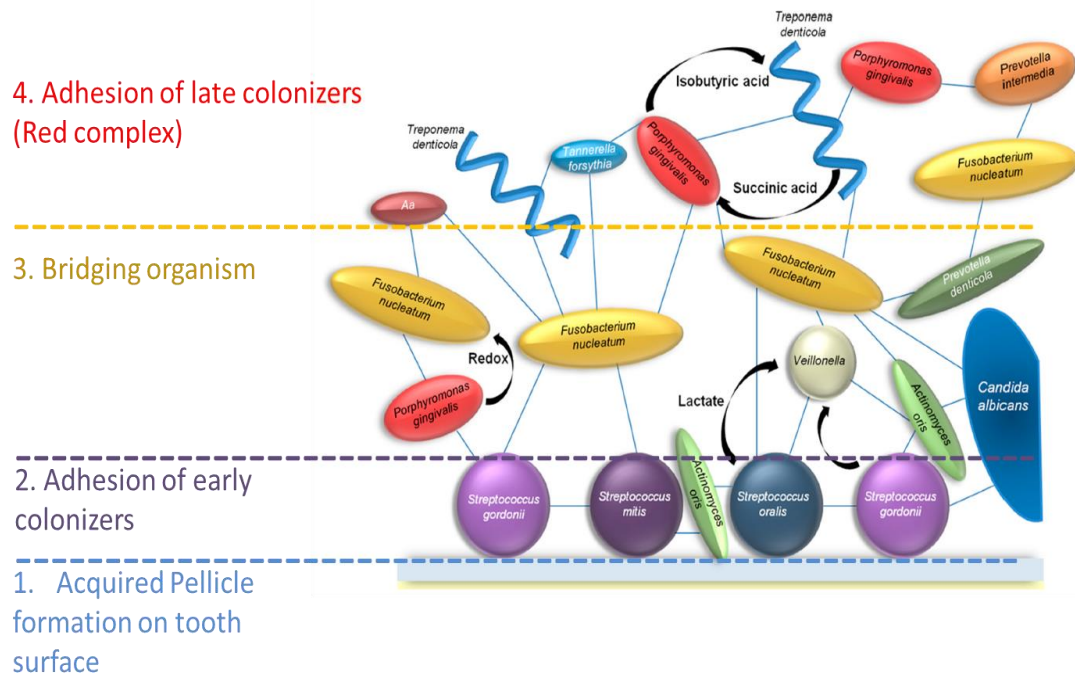 4. Adhesion of late colonizers
(Red complex)
3. Bridging organism
2. Adhesion of early
colonizers
1. Acquired Pellicle
formation on tooth
surface
Treponema
denticola
Isobutyric acid
Porphyromonas
gingivalis
Prevotella
intermedia
Treponema
denticola
Tannerella
forsythia
Porphyromonas
gingivalis
Succinic acid
Fusobacterium
nucleatum
Aa
Fusobacterium
nucleatum
Fusobacterium
nucleatum
Fusobacterium
nucleatum
Prevotella
denticola
Redox
Porphyromonas
gingivalis
Veillonella
Lactate
Actinomyces
oris
Candida
albicans
Streptococcus
gordonii
Streptococcus
mitis
Actinomyces
oris
Streptococcus
oralis
Streptococcus
gordonii